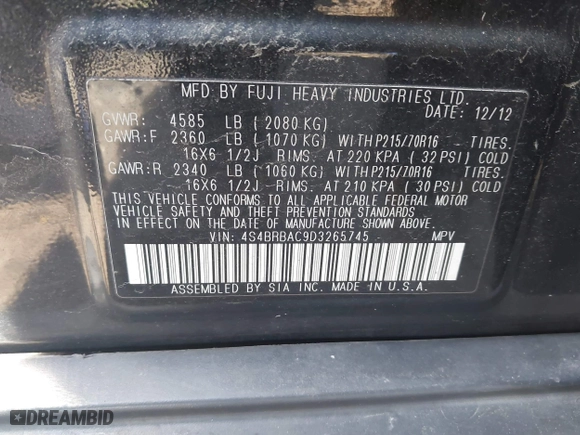 MFD BY FUJI HEAVY INDUSTRIES LTD.
DATE: 12/12
GVWR: 4585 LB ( 2080 KG)
GAWR:F 2360 LB ( 1070 KG) WITH P215/70R16 TIRES.
16X6 1/2J RIMS. AT 220 KPA ( 32 PSI) COLD
GAWR:R 2340 LB ( 1060 KG) WITH P215/70R16 TIRES.
16X6 1/2J RIMS. AT 210 KPA ( 30 PSI) COLD
THIS VEHICLE CONFORMS TO ALL APPLICABLE FEDERAL MOTOR
VEHICLE SAFETY AND THEFT PREVENTION STANDARDS
IN EFFECT ON THE DATE OF MANUFACTURE SHOWN ABOVE.
VIN: 4S4BRBAC9D3265745 MPV
ASSEMBLED BY SIA INC. MADE IN U.S.A.
DREAMBID